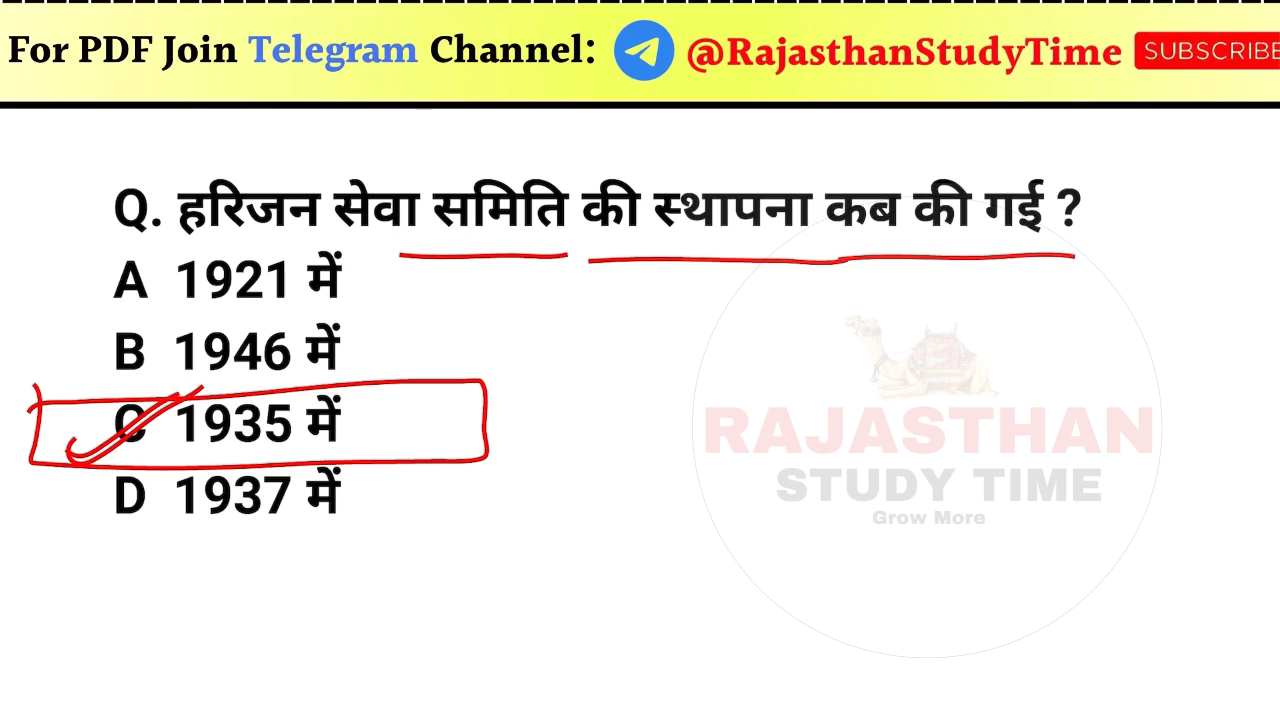 For PDF Join Telegram Channel: @RajasthanStudyTime SUBSCRIBE
Q. हरिजन सेवा समिति की स्थापना कब की गई ?
A 1921 में
B 1946 में
C 1935 में
D 1937 में
RAJASTHAN
STUDY TIME
Grow More